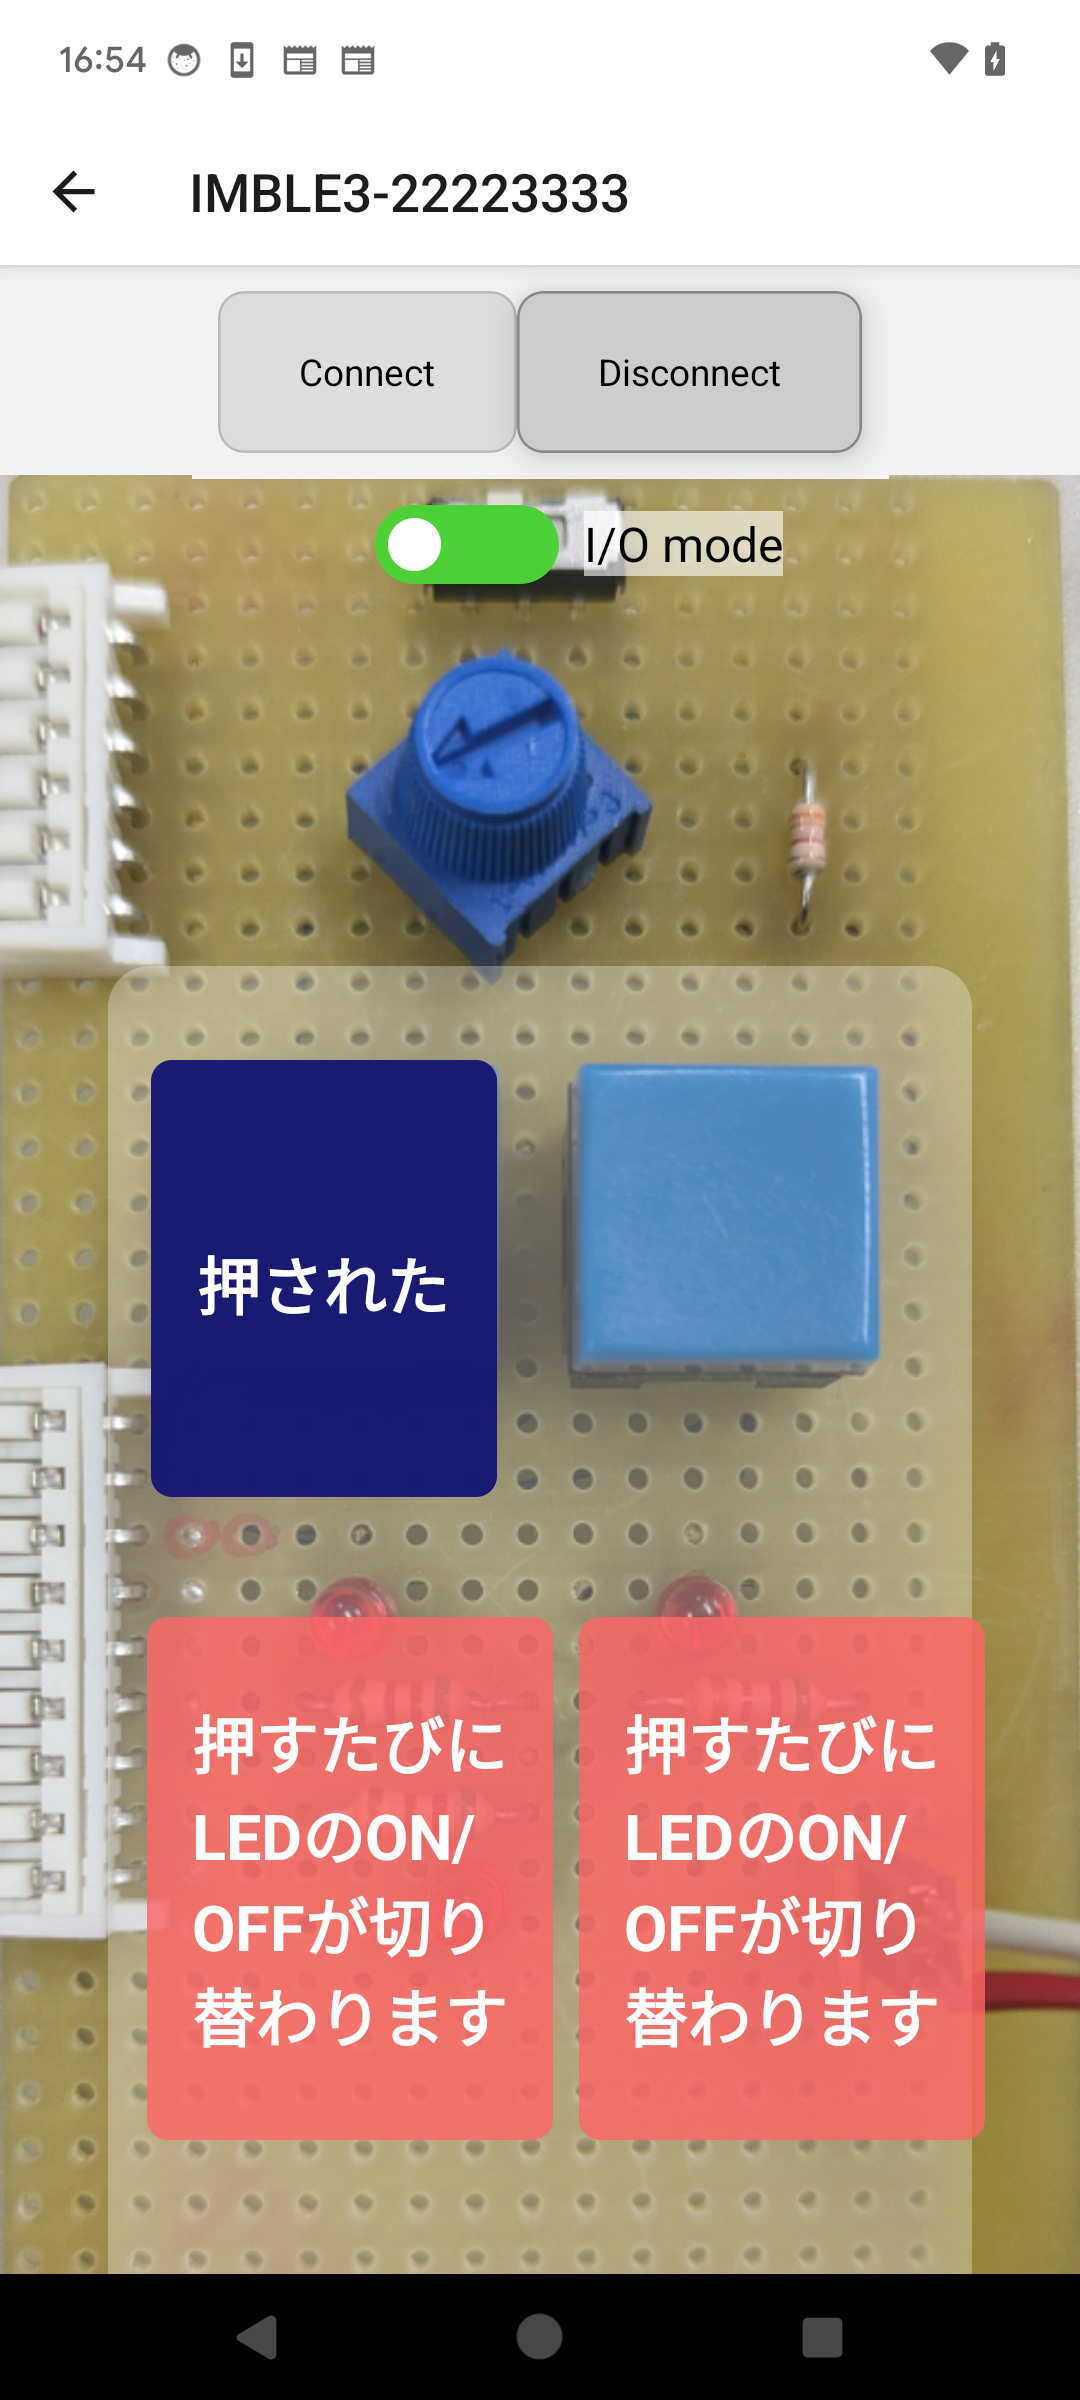 16:54
IMBLE3-22223333
Connect
Disconnect
I/O mode
押された
押すたびに
LEDのON/
OFFが切り
替わります
押すたびに
LEDのON/
OFFが切り
替わります